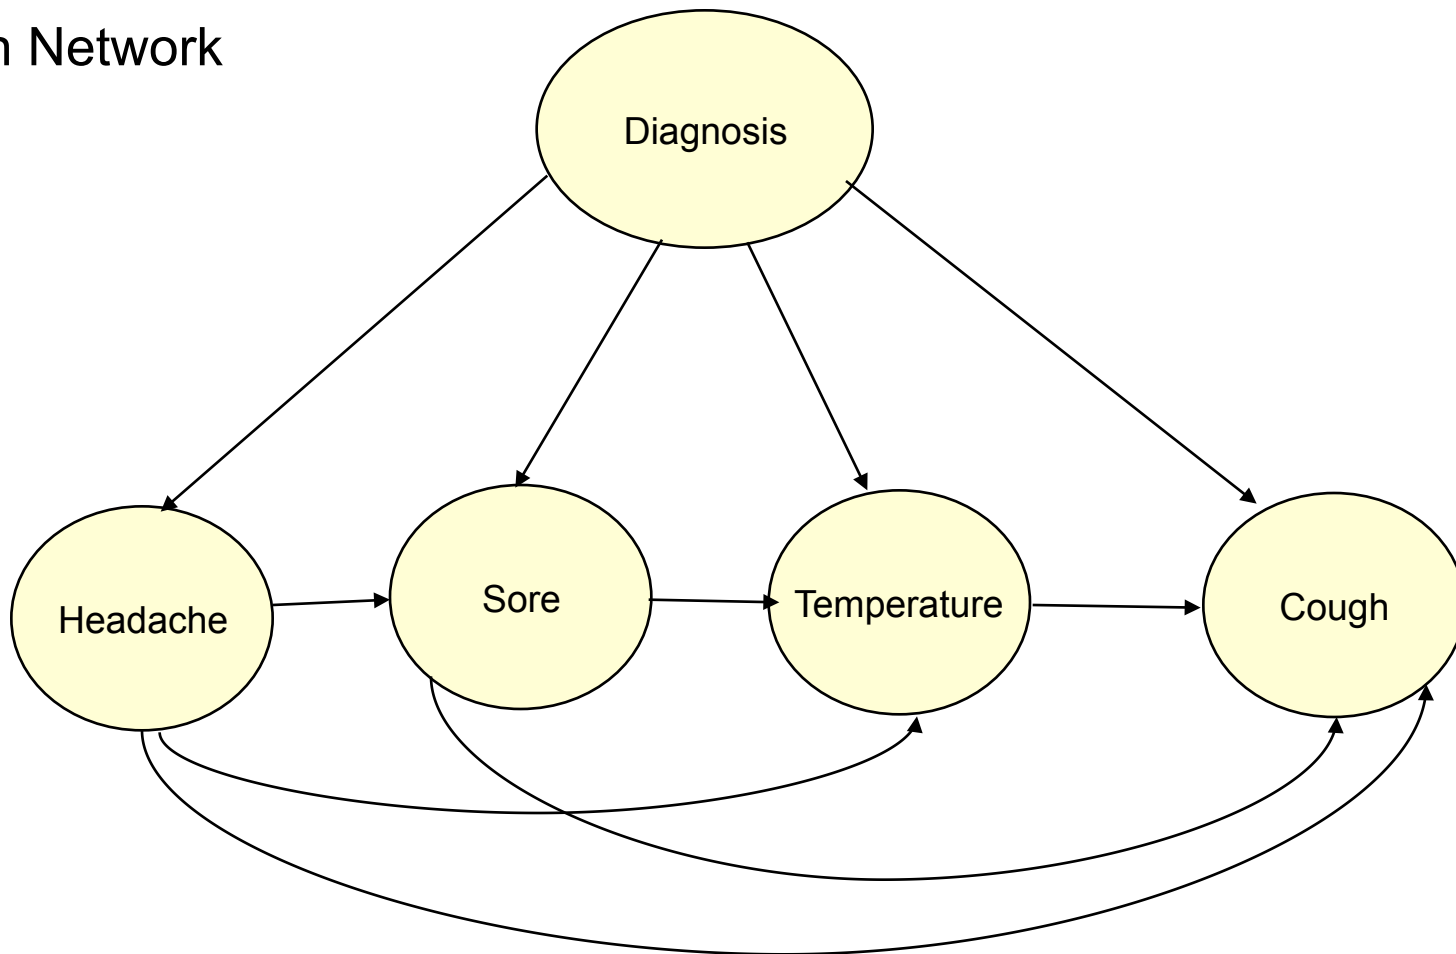 n Network
Diagnosis
Headache
Sore
Temperature
Cough